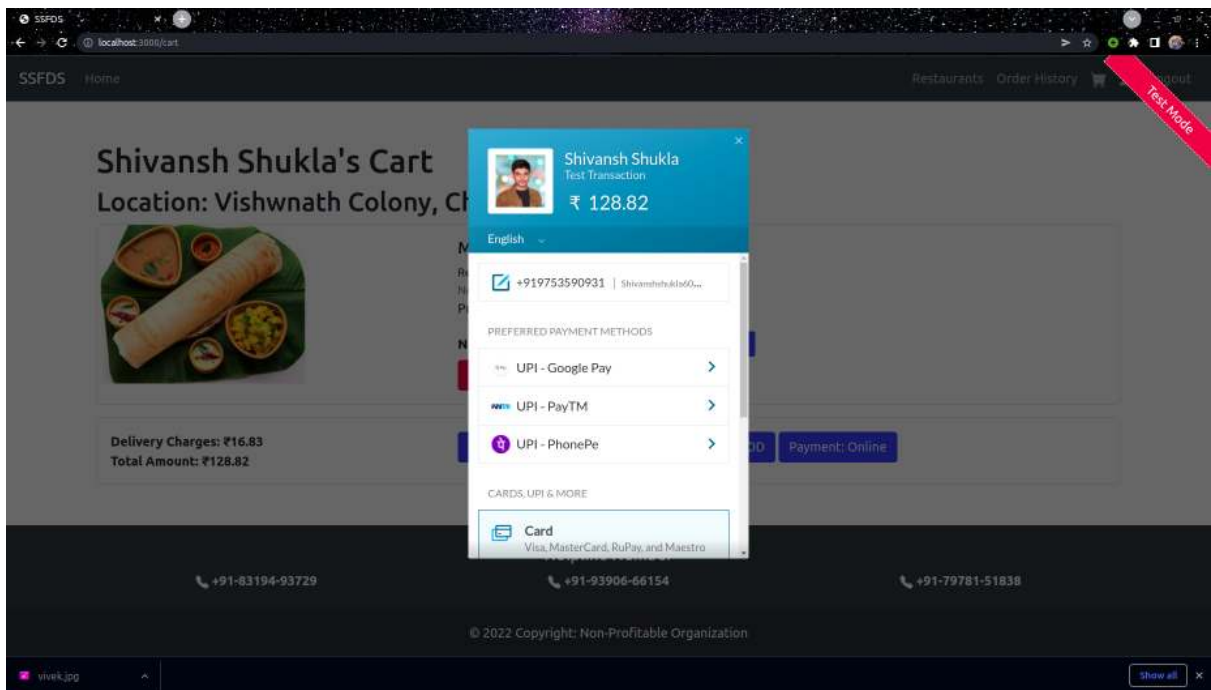 SSFDS
localhost:3000/cart
SSFDS Home Restaurants Order History
Test Mode
Shivansh Shukla's Cart
Location: Vishwnath Colony,
Shivansh Shukla
Test Transaction
₹ 128.82
English
+919753590931 |
PREFERRED PAYMENT METHODS
UPI - Google Pay
UPI - PayTM
UPI - PhonePe
Delivery Charges: ₹16.83
Total Amount: ₹128.82
Payment: Online
CARDS, UPI & MORE
Card
Visa, MasterCard, RuPay, and Maestro
+91-83194-93729 +91-93906-66154 +91-79781-51838
© 2022 Copyright: Non-Profitable Organization
vivek.jpg
Show all